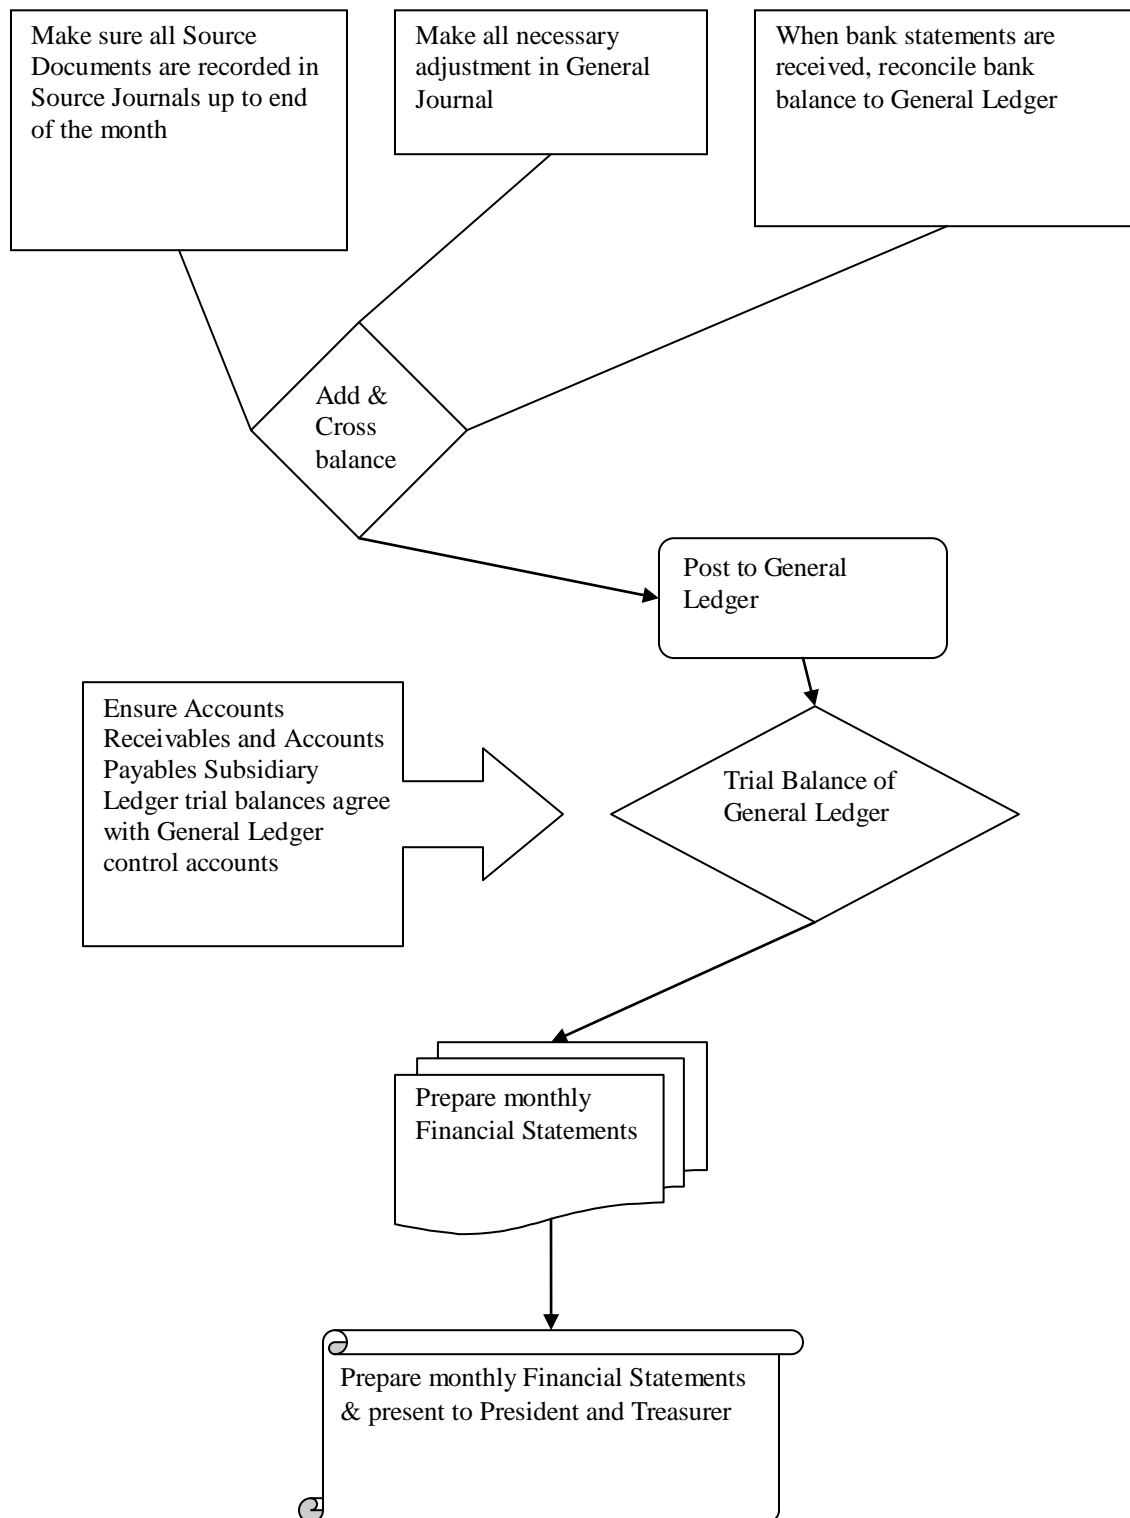 Make sure all Source
Documents are recorded in
Source Journals up to end
of the month
Make all necessary
adjustment in General
Journal
When bank statements are
received, reconcile bank
balance to General Ledger
Add &
Cross
balance
Post to General
Ledger
Ensure Accounts
Receivables and Accounts
Payables Subsidiary
Ledger trial balances agree
with General Ledger
control accounts
Trial Balance of
General Ledger
Prepare monthly
Financial Statements
Prepare monthly Financial Statements
& present to President and Treasurer